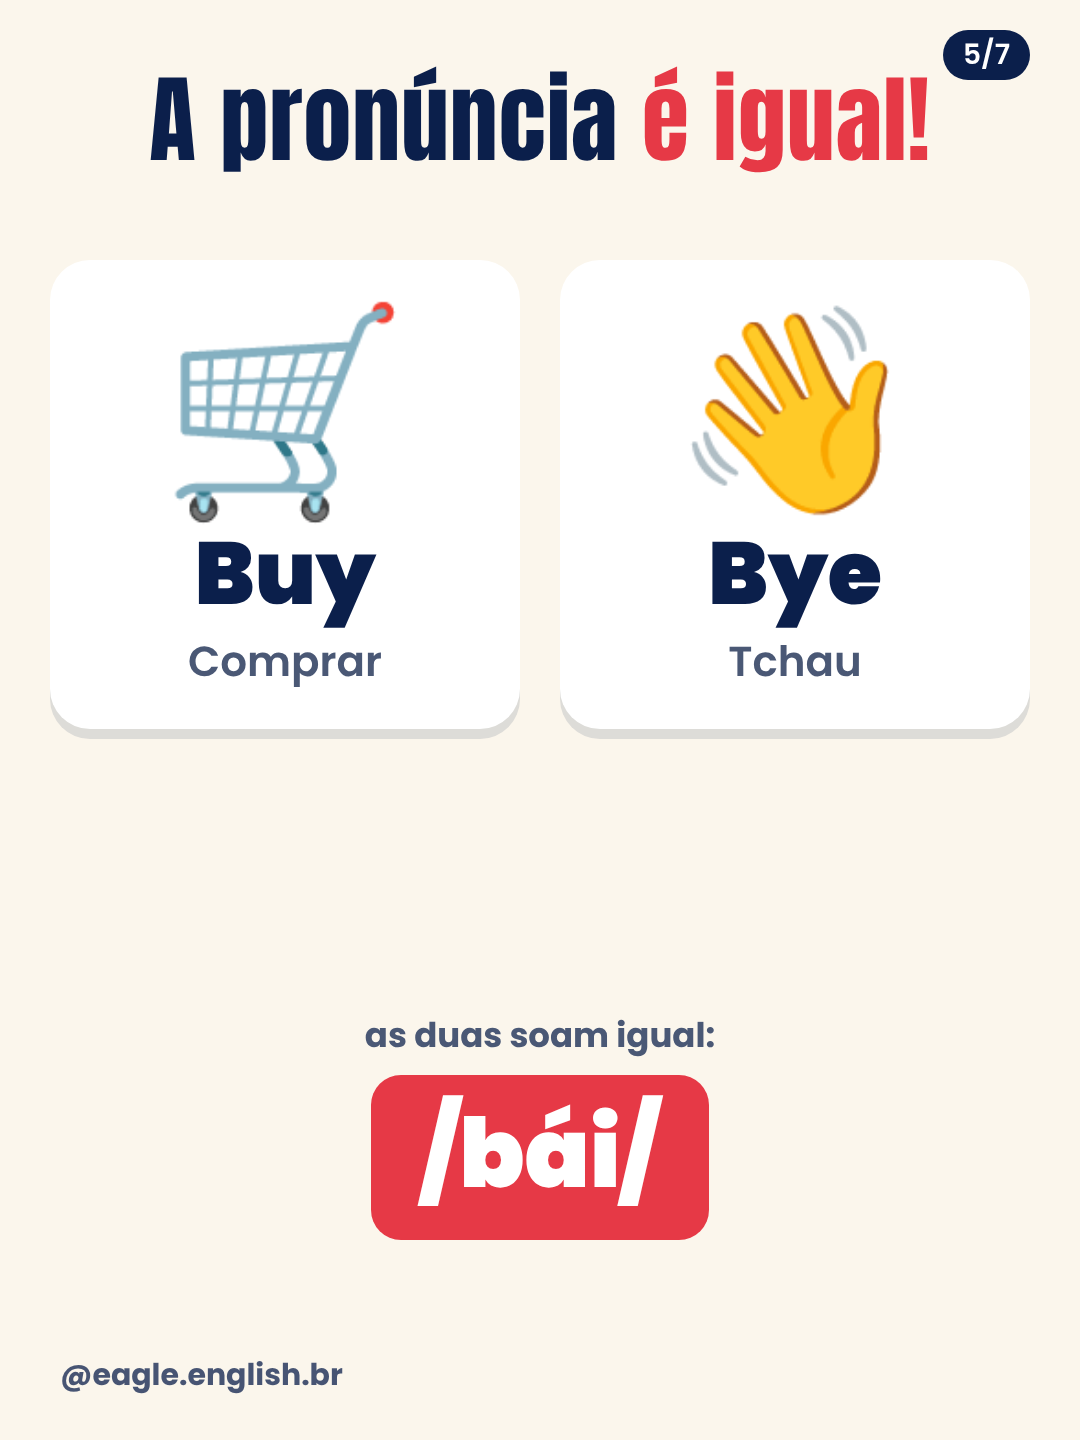 5/7
A pronúncia é igual!
Buy
Comprar
Bye
Tchau
as duas soam igual:
/bái/
@eagle.english.br